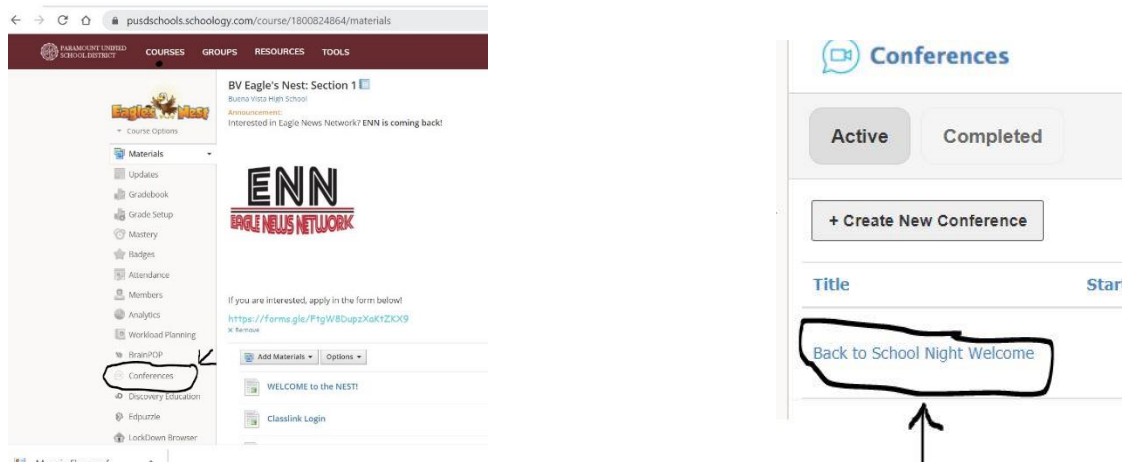 pusdschools.schoology.com/course/1800824864/materials
PARAMOUNT UNIFIED
SCHOOL DISTRICT
COURSES GROUPS RESOURCES TOOLS
Eagle's Nest
Course Options
Materials
Updates
Gradebook
Grade Setup
Mastery
Badges
Attendance
Members
Analytics
Workload Planning
BrainPOP
Conferences
Discovery Education
Edpuzzle
LockDown Browser
BV Eagle's Nest: Section 1
Buena Vista High School
Announcement:
Interested in Eagle News Network? ENN is coming back!
ENN
EAGLE NEWS NETWORK
If you are interested, apply in the form below!
https://forms.gle/FtgW8DupzXaKtZKX9
x Remove
Add Materials Options
WELCOME to the NEST!
Classlink Login
Conferences
Active Completed
+ Create New Conference
Title Star
Back to School Night Welcome